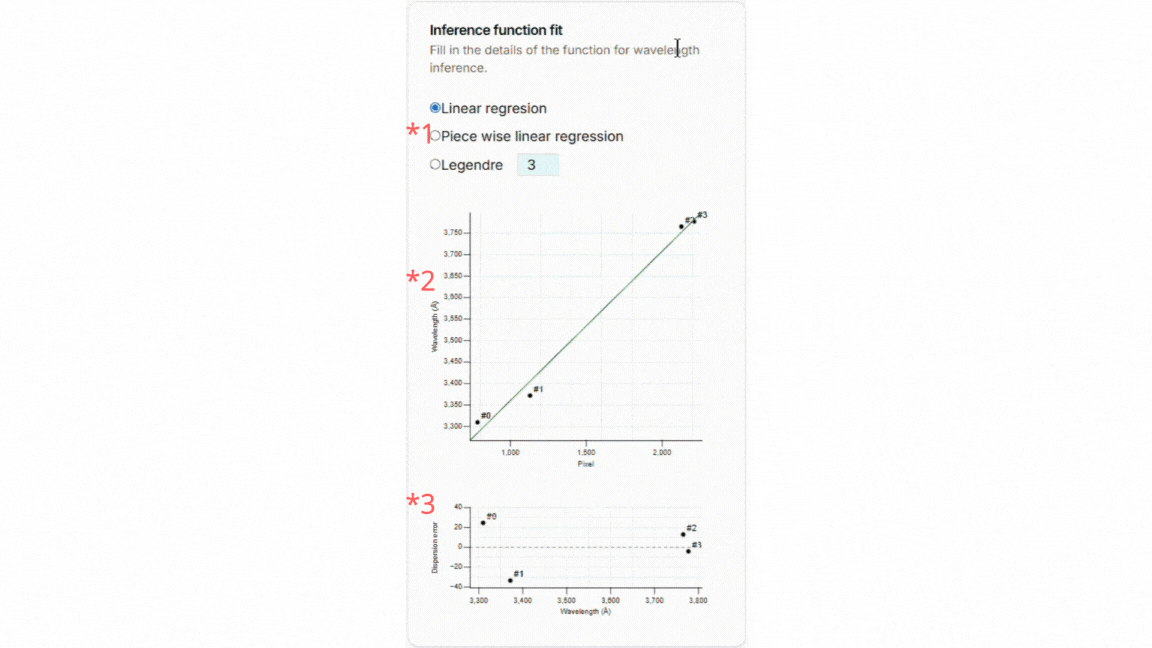 Inference function fit
Fill in the details of the function for wavelength
inference.
Linear regresion
*1
Piece wise linear regression
Legendre 3
*2
#3
#2
3,750
3,700
3,650
3,600
3,550
3,500
3,450
3,400
3,350
3,300
Wavelength (Å)
#1
#0
1,000 1,500 2,000
Pixel
*3
40
20
0
−20
−40
Dispersion error
#0
#2
#3
#1
3,300 3,400 3,500 3,600 3,700 3,800
Wavelength (Å)